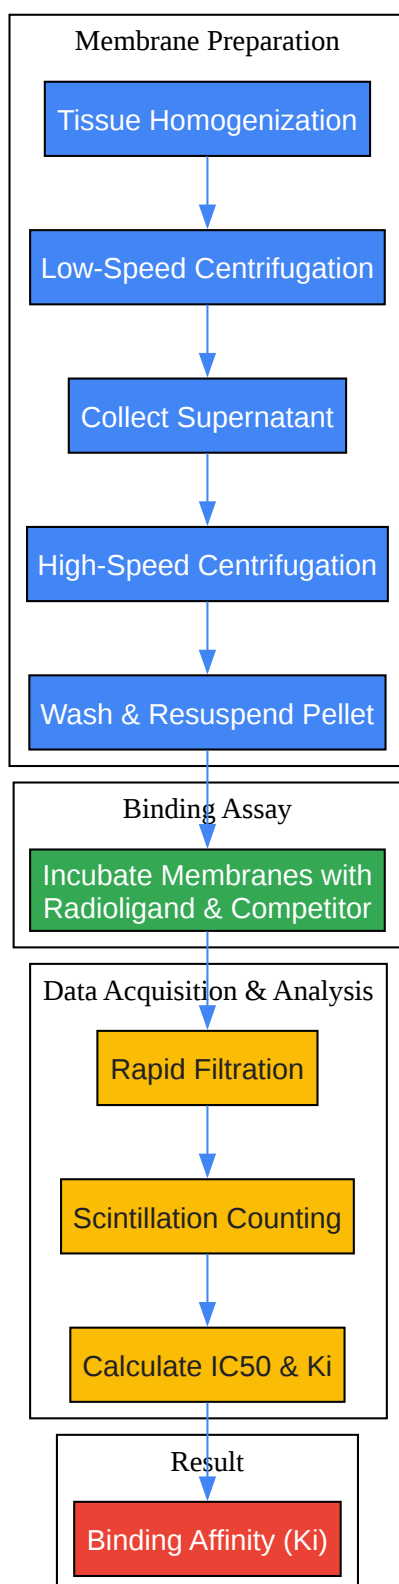 Membrane Preparation
Tissue Homogenization
Low-Speed Centrifugation
Collect Supernatant
High-Speed Centrifugation
Wash & Resuspend Pellet
Binding Assay
Incubate Membranes with
Radioligand & Competitor
Data Acquisition & Analysis
Rapid Filtration
Scintillation Counting
Calculate IC50 & Ki
Result
Binding Affinity (Ki)